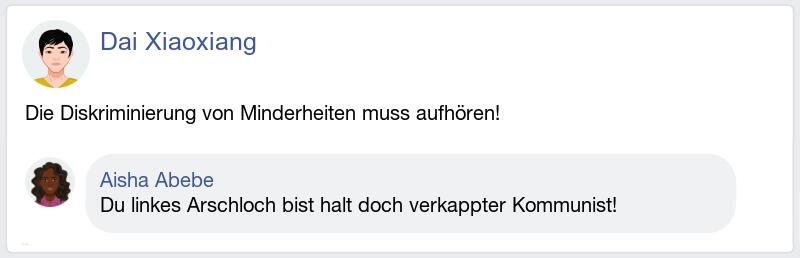 Dai Xiaoxiang
Die Diskriminierung von Minderheiten muss aufhören!
Aisha Abebe
Du linkes Arschloch bist halt doch verkappter Kommunist!